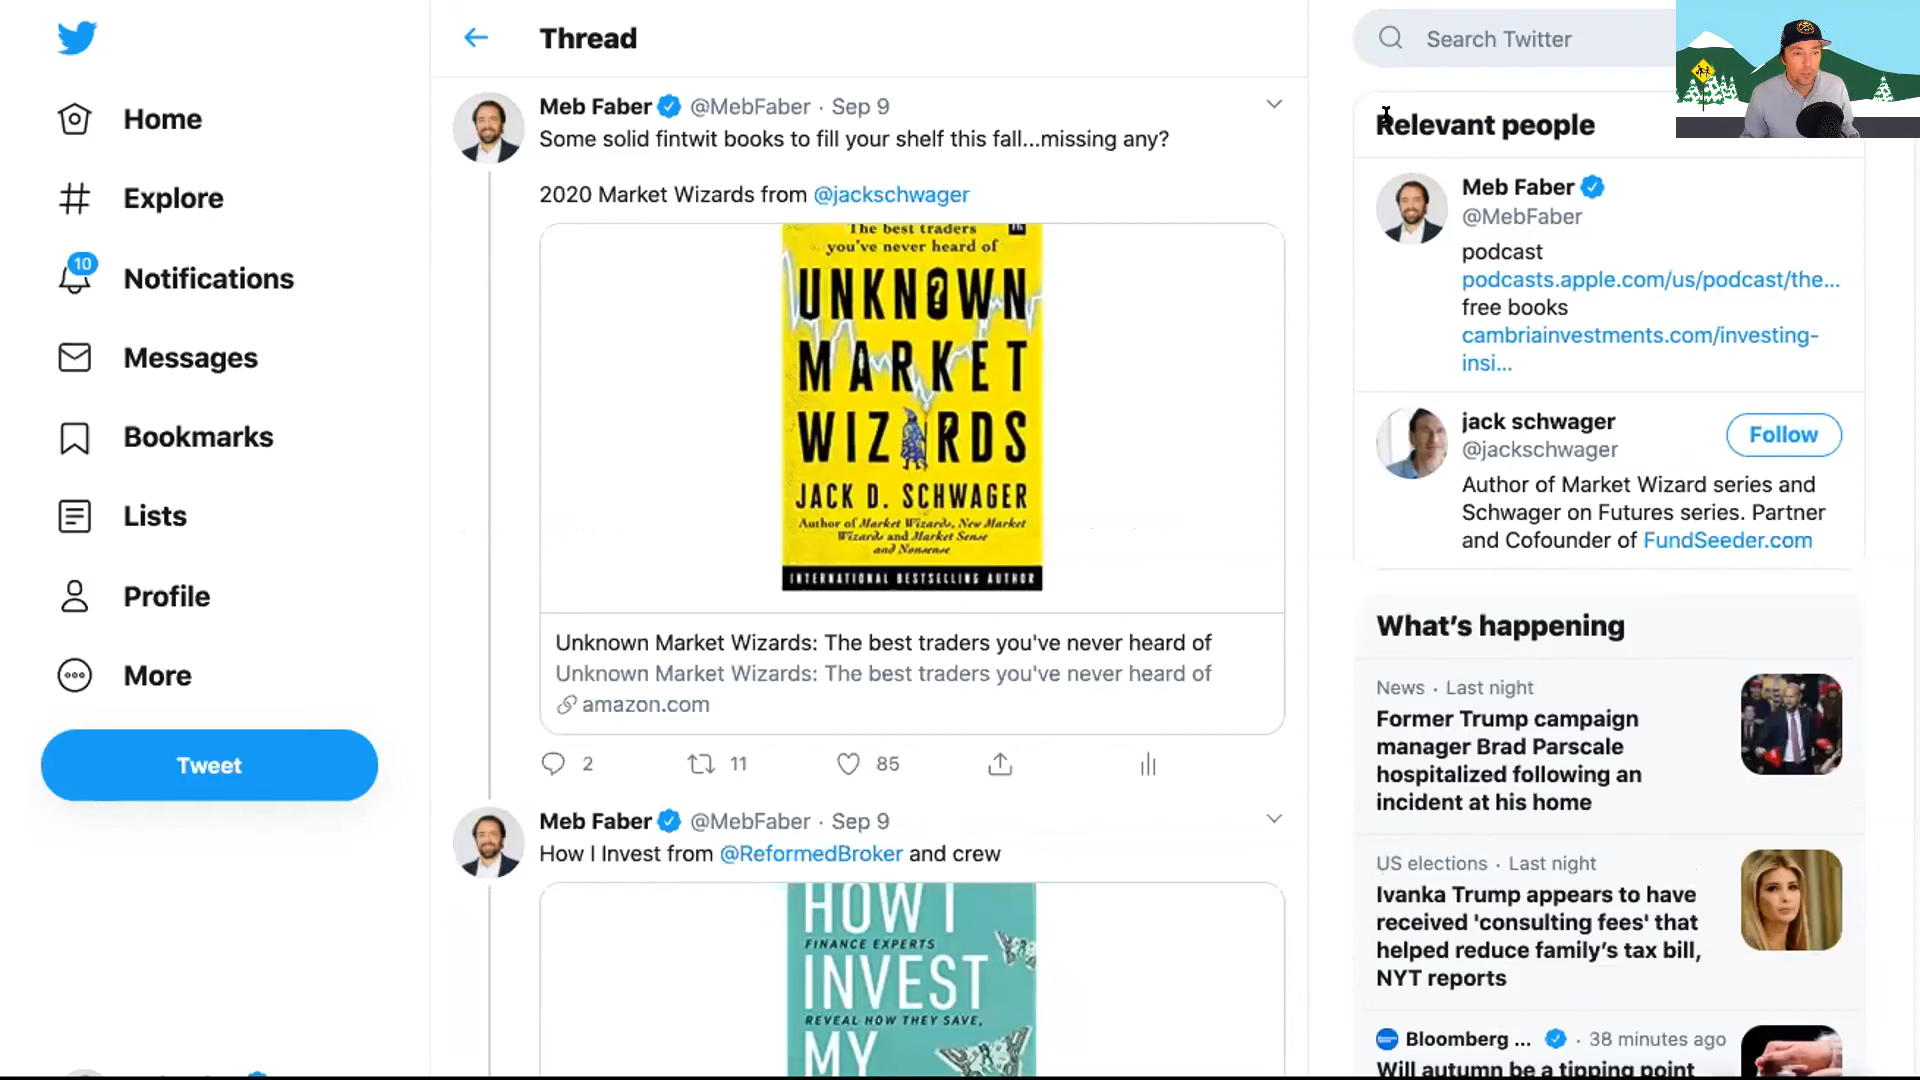 Thread
Search Twitter
Home
Explore
10
Notifications
Messages
Bookmarks
Lists
Profile
More
Tweet
Meb Faber @MebFaber · Sep 9
Some solid fintwit books to fill your shelf this fall...missing any?
2020 Market Wizards from @jackschwager
The best traders
you've never heard of
UNKNOWN
MARKET
WIZARDS
JACK D. SCHWAGER
Author of Market Wizards, New Market
Wizards and Market Sense
and Nonsense
INTERNATIONAL BESTSELLING AUTHOR
Unknown Market Wizards: The best traders you've never heard of
Unknown Market Wizards: The best traders you've never heard of
amazon.com
2 11 85
Meb Faber @MebFaber · Sep 9
How I Invest from @ReformedBroker and crew
HOW I
FINANCE EXPERTS
INVEST
REVEAL HOW THEY SAVE,
MY
Relevant people
Meb Faber
@MebFaber
podcast
podcasts.apple.com/us/podcast/the...
free books
cambriainvestments.com/investing-
insi...
jack schwager
@jackschwager
Follow
Author of Market Wizard series and
Schwager on Futures series. Partner
and Cofounder of FundSeeder.com
What's happening
News · Last night
Former Trump campaign
manager Brad Parscale
hospitalized following an
incident at his home
US elections · Last night
Ivanka Trump appears to have
received 'consulting fees' that
helped reduce family's tax bill,
NYT reports
Bloomberg ... · 38 minutes ago
Will autumn be a tipping point